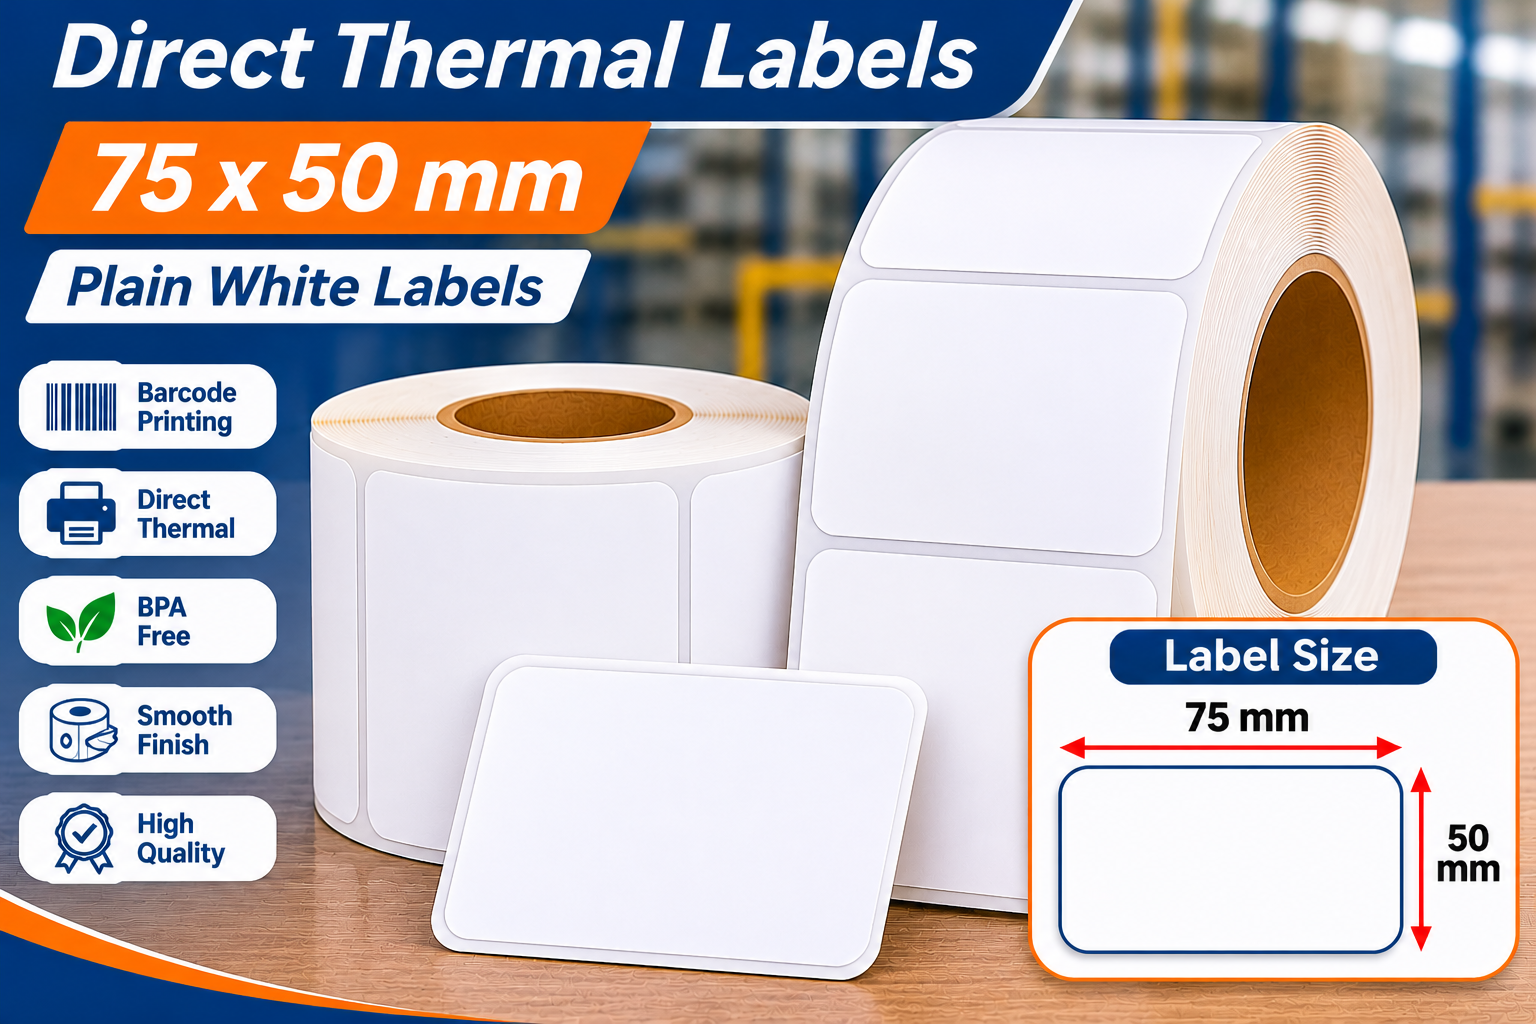 Direct Thermal Labels
75 x 50 mm
Plain White Labels
Barcode
Printing
Direct
Thermal
BPA
Free
Smooth
Finish
High
Quality
Label Size
75 mm
50
mm